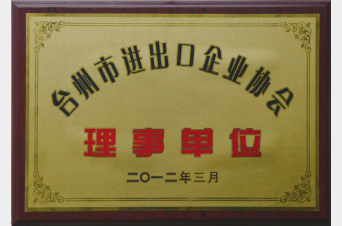 台州市进出口企业协会
理事单位
二〇一二年三月